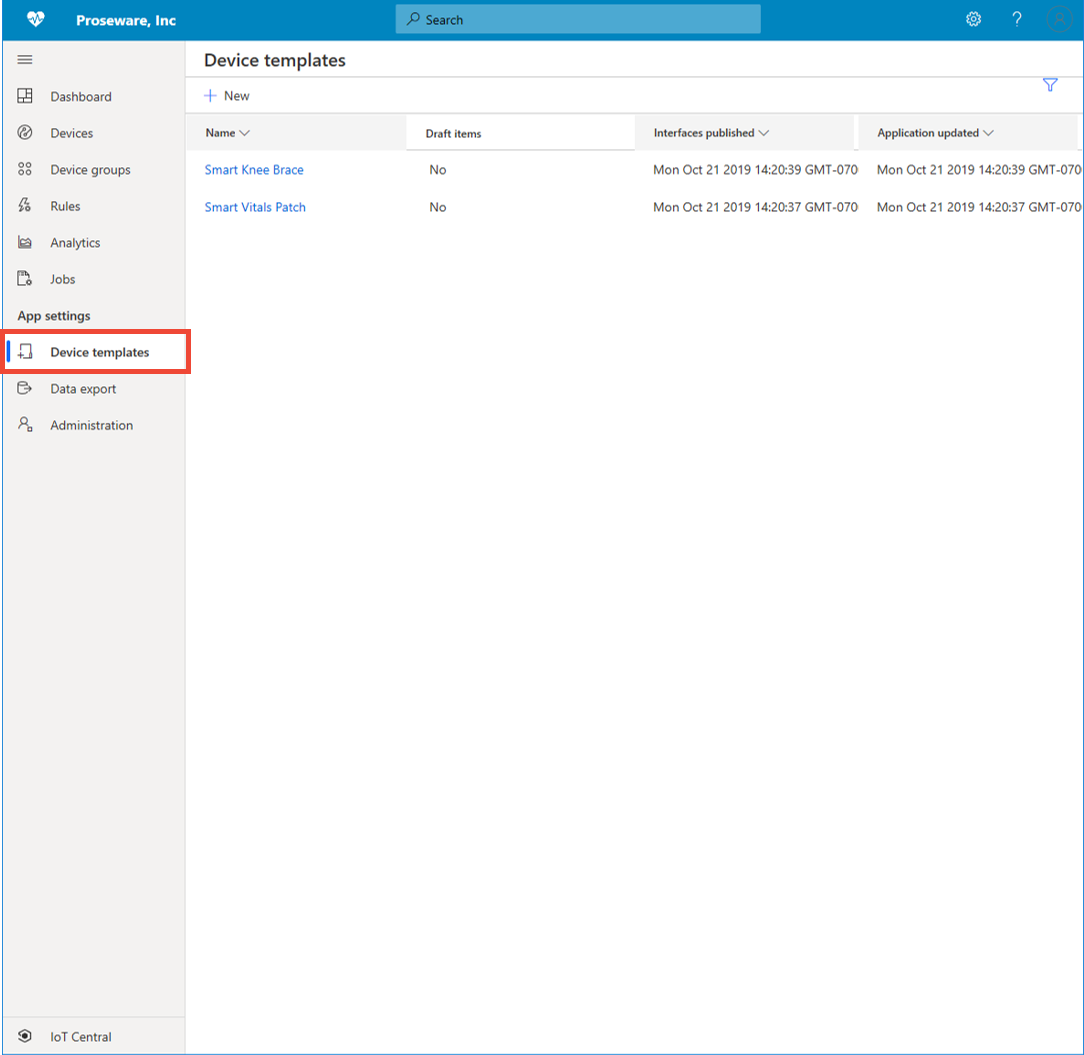 Proseware, Inc
Search
?
Device templates
+ New
Dashboard
Devices
Device groups
Rules
Analytics
Jobs
App settings
Device templates
Data export
Administration
IoT Central
Name Draft items Interfaces published Application updated
Smart Knee Brace No Mon Oct 21 2019 14:20:39 GMT-070 Mon Oct 21 2019 14:20:39 GMT-070
Smart Vitals Patch No Mon Oct 21 2019 14:20:37 GMT-070 Mon Oct 21 2019 14:20:37 GMT-070